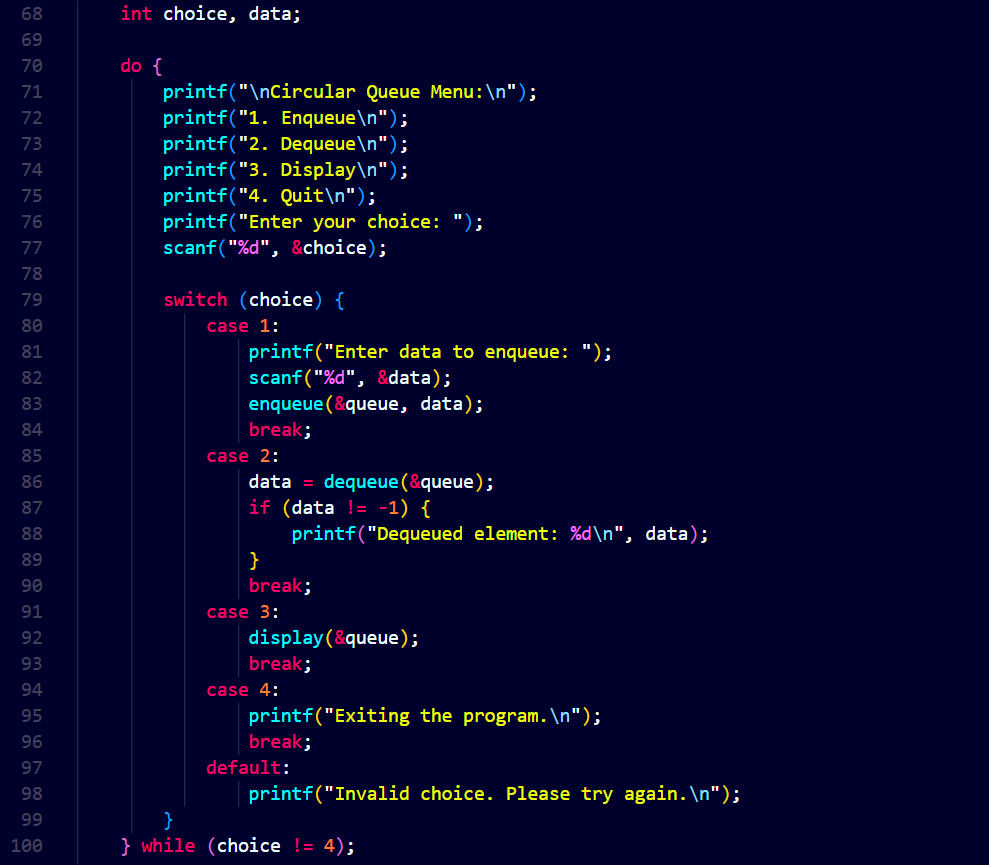 68 int choice, data;
69
70 do {
71 printf("\nCircular Queue Menu:\n");
72 printf("1. Enqueue\n");
73 printf("2. Dequeue\n");
74 printf("3. Display\n");
75 printf("4. Quit\n");
76 printf("Enter your choice: ");
77 scanf("%d", &choice);
78
79 switch (choice) {
80 case 1:
81 printf("Enter data to enqueue: ");
82 scanf("%d", &data);
83 enqueue(&queue, data);
84 break;
85 case 2:
86 data = dequeue(&queue);
87 if (data != -1) {
88 printf("Dequeued element: %d\n", data);
89 }
90 break;
91 case 3:
92 display(&queue);
93 break;
94 case 4:
95 printf("Exiting the program.\n");
96 break;
97 default:
98 printf("Invalid choice. Please try again.\n");
99 }
100 } while (choice != 4);